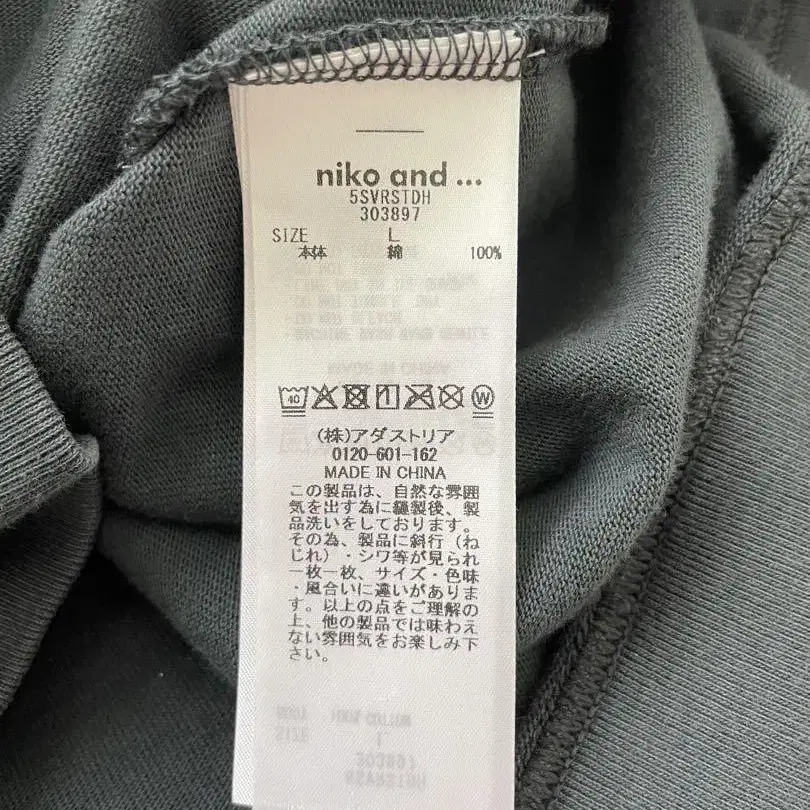 niko and ...
5SVRSTDH
303897
SIZE L
本体 綿 100%
40 W
(株)アダストリア
0120-601-162
MADE IN CHINA
この製品は、自然な雰囲
気を出す為に縫製後、製
品洗いをしております。
その為、製品に斜行(ね
じれ)・シワ等が見られ
一枚一枚、サイズ・色味
・風合いに違いがありま
す。以上の点をご理解の
上、他の製品では味わえ
ない雰囲気をお楽しみ下
さい。